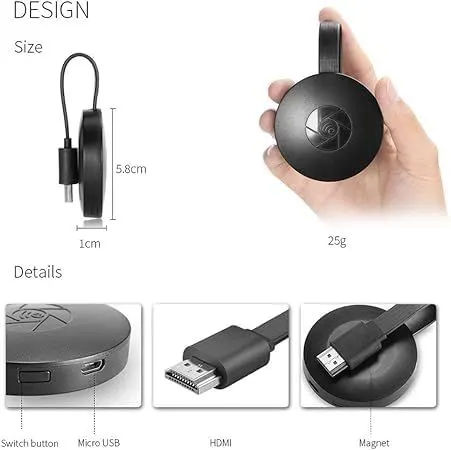 DESIGN
Size
5.8cm
1cm
25g
Details
Switch button
Micro USB
HDMI
Magnet